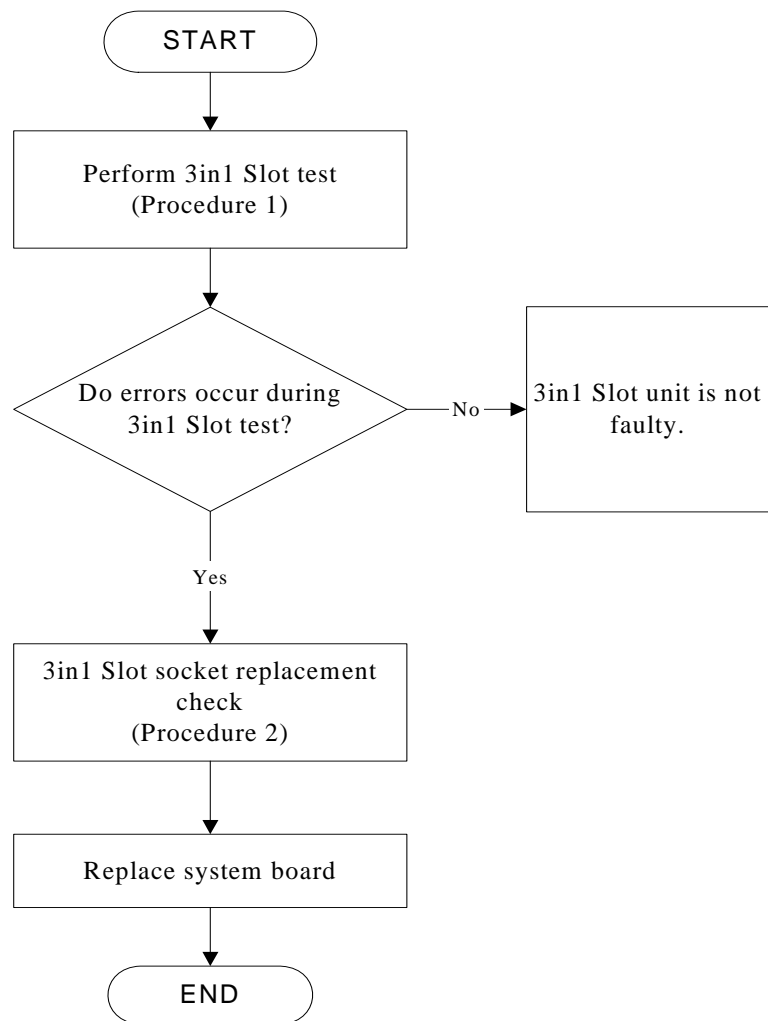 START
Perform 3in1 Slot test
(Procedure 1)
Do errors occur during
3in1 Slot test?
No
3in1 Slot unit is not
faulty.
Yes
3in1 Slot socket replacement
check
(Procedure 2)
Replace system board
END